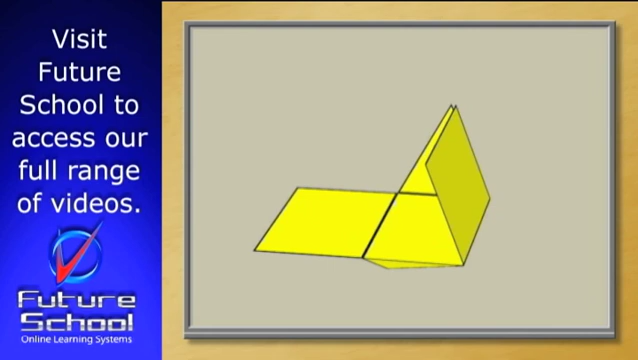 Visit
Future
School to
access our
full range
of videos.
Future
School
Online Learning Systems